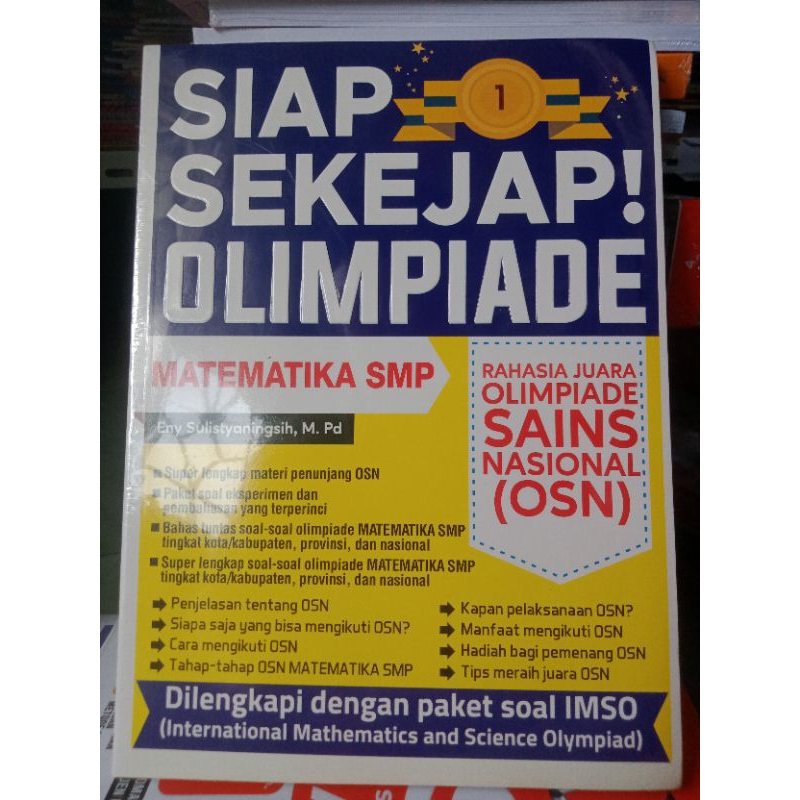 SIAP
1
SEKEJAP!
OLIMPIADE
MATEMATIKA SMP
Eny Sulistyaningsih, M. Pd
RAHASIA JUARA
OLIMPIADE
SAINS
NASIONAL
(OSN)
Super lengkap materi penunjang OSN
Paket soal eksperimen dan
pembahasan yang terperinci
Bahas tuntas soal-soal olimpiade MATEMATIKA SMP
tingkat kota/kabupaten, provinsi, dan nasional
Super lengkap soal-soal olimpiade MATEMATIKA SMP
tingkat kota/kabupaten, provinsi, dan nasional
Penjelasan tentang OSN
Siapa saja yang bisa mengikuti OSN?
Cara mengikuti OSN
Tahap-tahap OSN MATEMATIKA SMP
Kapan pelaksanaan OSN?
Manfaat mengikuti OSN
Hadiah bagi pemenang OSN
Tips meraih juara OSN
Dilengkapi dengan paket soal IMSO
(International Mathematics and Science Olympiad)